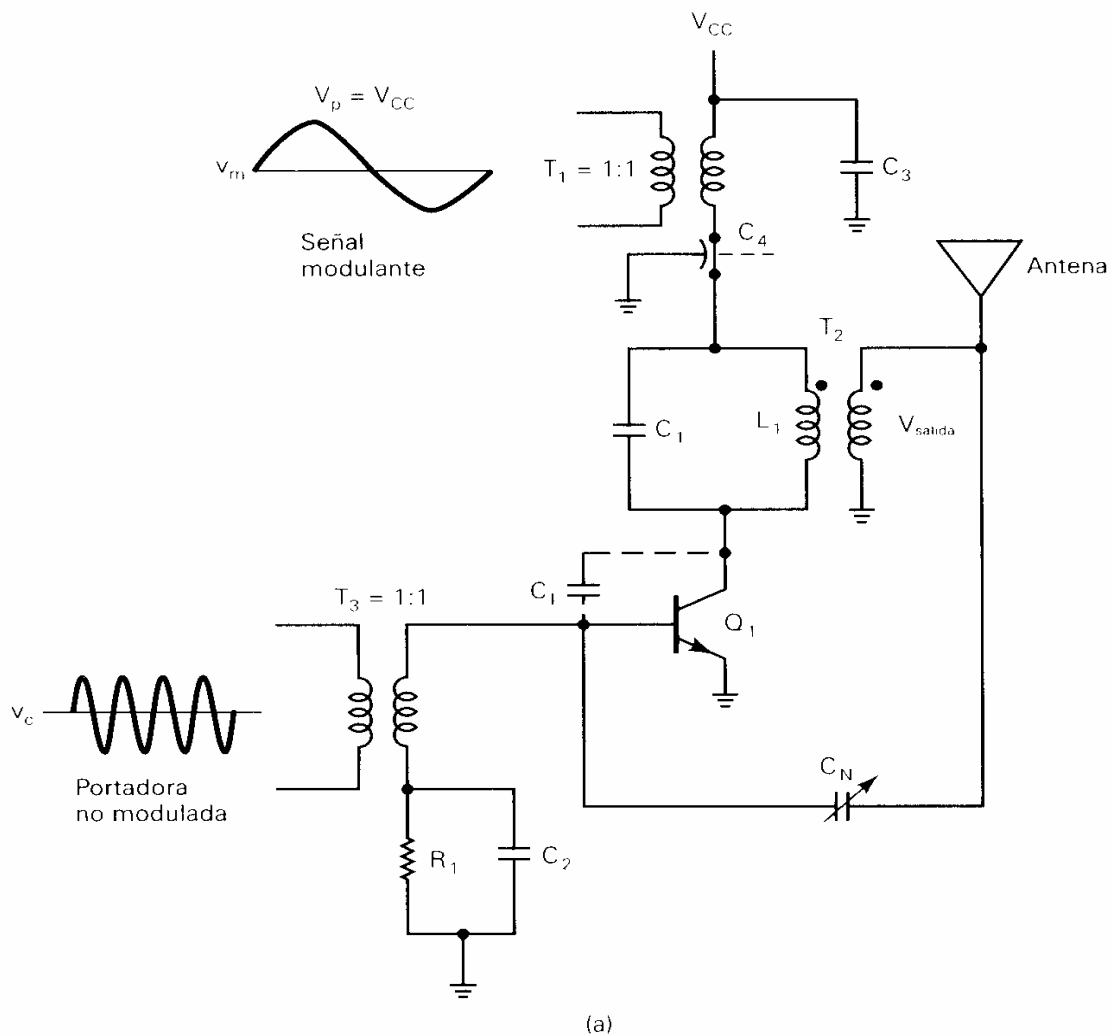 V_CC
V_p = V_CC
v_m
T_1 = 1:1
C_3
Señal
modulante
C_4
Antena
T_2
C_1
L_1
V_salida
C_1
T_3 = 1:1
Q_1
v_c
C_N
Portadora
no modulada
R_1
C_2
(a)